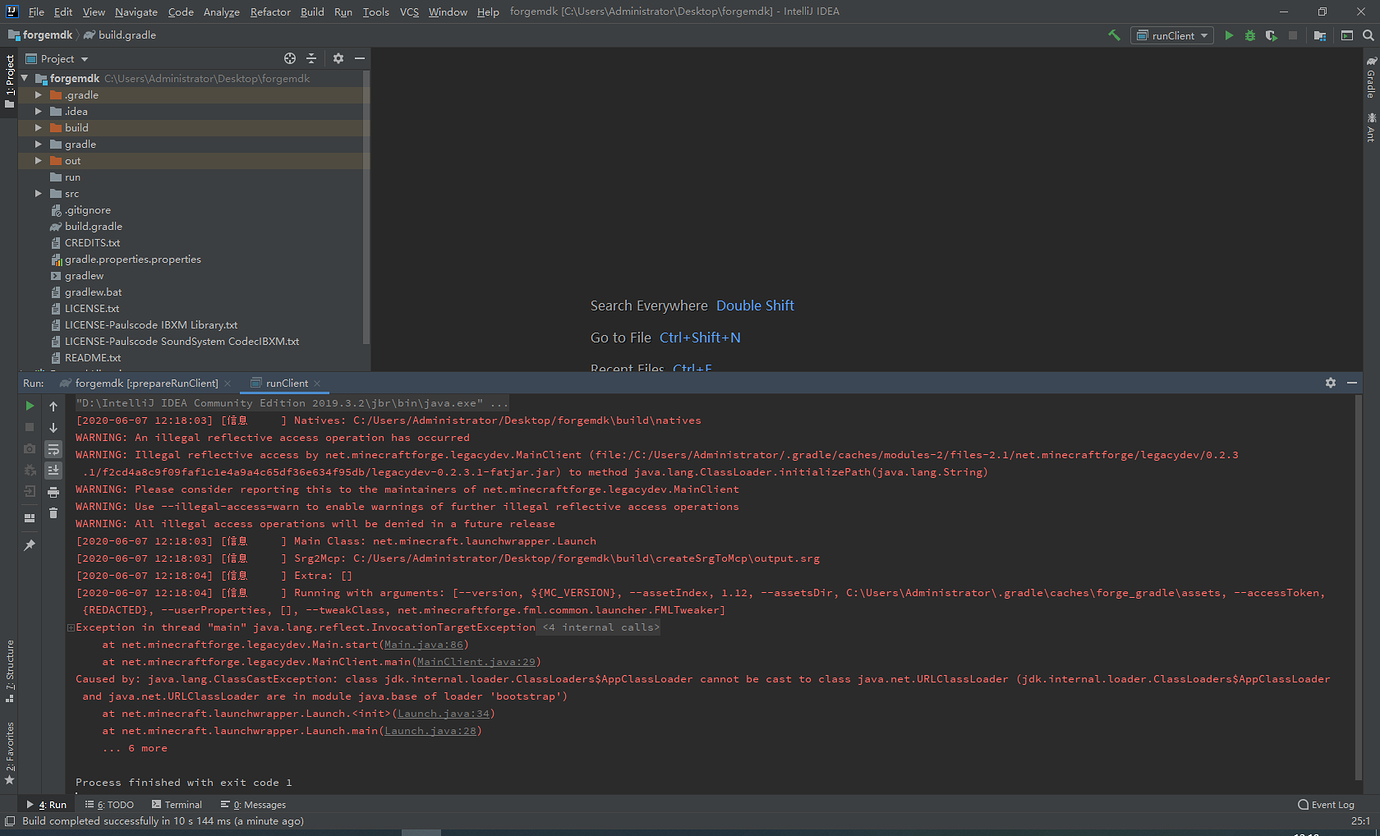 File Edit View Navigate Code Analyze Refactor Build Run Tools VCS Window Help forgemdk [C:\Users\Administrator\Desktop\forgemdk] - IntelliJ IDEA
forgemdk build.gradle runClient
1: Project
Project
forgemdk C:\Users\Administrator\Desktop\forgemdk
.gradle
.idea
build
gradle
out
run
src
.gitignore
build.gradle
CREDITS.txt
gradle.properties.properties
gradlew
gradlew.bat
LICENSE.txt
LICENSE-Paulscode IBXM Library.txt
LICENSE-Paulscode SoundSystem CodecIBXM.txt
README.txt
Search Everywhere Double Shift
Go to File Ctrl+Shift+N
Recent Files Ctrl+E
Gradle
Ant
Run: forgemdk [:prepareRunClient] runClient
"D:\IntelliJ IDEA Community Edition 2019.3.2\jbr\bin\java.exe" ...
[2020-06-07 12:18:03] [信息 ] Natives: C:/Users/Administrator/Desktop/forgemdk\build\natives
WARNING: An illegal reflective access operation has occurred
WARNING: Illegal reflective access by net.minecraftforge.legacydev.MainClient (file:/C:/Users/Administrator/.gradle/caches/modules-2/files-2.1/net.minecraftforge/legacydev/0.2.3
.1/f2cd4a8c9f09faf1c1e4a9a4c65df36e634f95db/legacydev-0.2.3.1-fatjar.jar) to method java.lang.ClassLoader.initializePath(java.lang.String)
WARNING: Please consider reporting this to the maintainers of net.minecraftforge.legacydev.MainClient
WARNING: Use --illegal-access=warn to enable warnings of further illegal reflective access operations
WARNING: All illegal access operations will be denied in a future release
[2020-06-07 12:18:03] [信息 ] Main Class: net.minecraft.launchwrapper.Launch
[2020-06-07 12:18:03] [信息 ] Srg2Mcp: C:/Users/Administrator/Desktop/forgemdk\build\createSrgToMcp\output.srg
[2020-06-07 12:18:04] [信息 ] Extra: []
[2020-06-07 12:18:04] [信息 ] Running with arguments: [--version, ${MC_VERSION}, --assetIndex, 1.12, --assetsDir, C:\Users\Administrator\.gradle\caches\forge_gradle\assets, --accessToken,
{REDACTED}, --userProperties, [], --tweakClass, net.minecraftforge.fml.common.launcher.FMLTweaker]
Exception in thread "main" java.lang.reflect.InvocationTargetException <4 internal calls>
at net.minecraftforge.legacydev.Main.start(Main.java:86)
at net.minecraftforge.legacydev.MainClient.main(MainClient.java:29)
Caused by: java.lang.ClassCastException: class jdk.internal.loader.ClassLoaders$AppClassLoader cannot be cast to class java.net.URLClassLoader (jdk.internal.loader.ClassLoaders$AppClassLoader
and java.net.URLClassLoader are in module java.base of loader 'bootstrap')
at net.minecraft.launchwrapper.Launch.<init>(Launch.java:34)
at net.minecraft.launchwrapper.Launch.main(Launch.java:28)
... 6 more
Process finished with exit code 1
7: Structure
2: Favorites
4: Run 6: TODO Terminal 0: Messages Event Log
Build completed successfully in 10 s 144 ms (a minute ago) 25:1